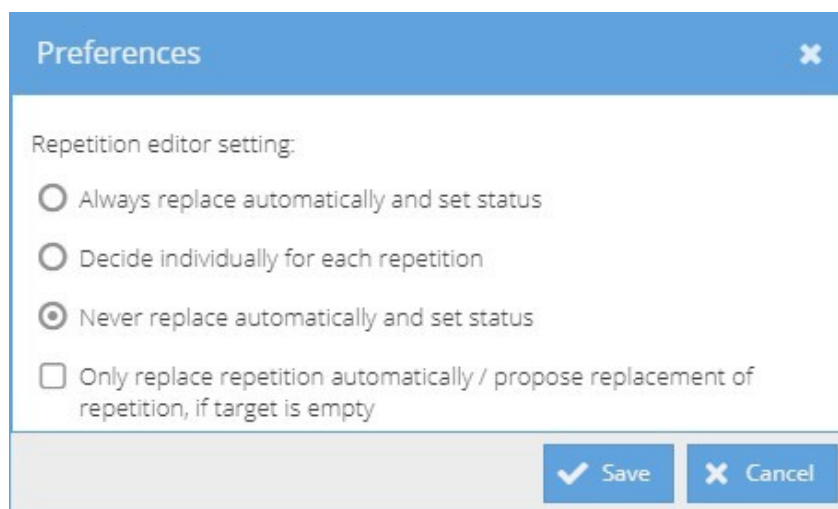 Preferences
Repetition editor setting:
Always replace automatically and set status
Decide individually for each repetition
Never replace automatically and set status
Only replace repetition automatically / propose replacement of
repetition, if target is empty
Save
Cancel